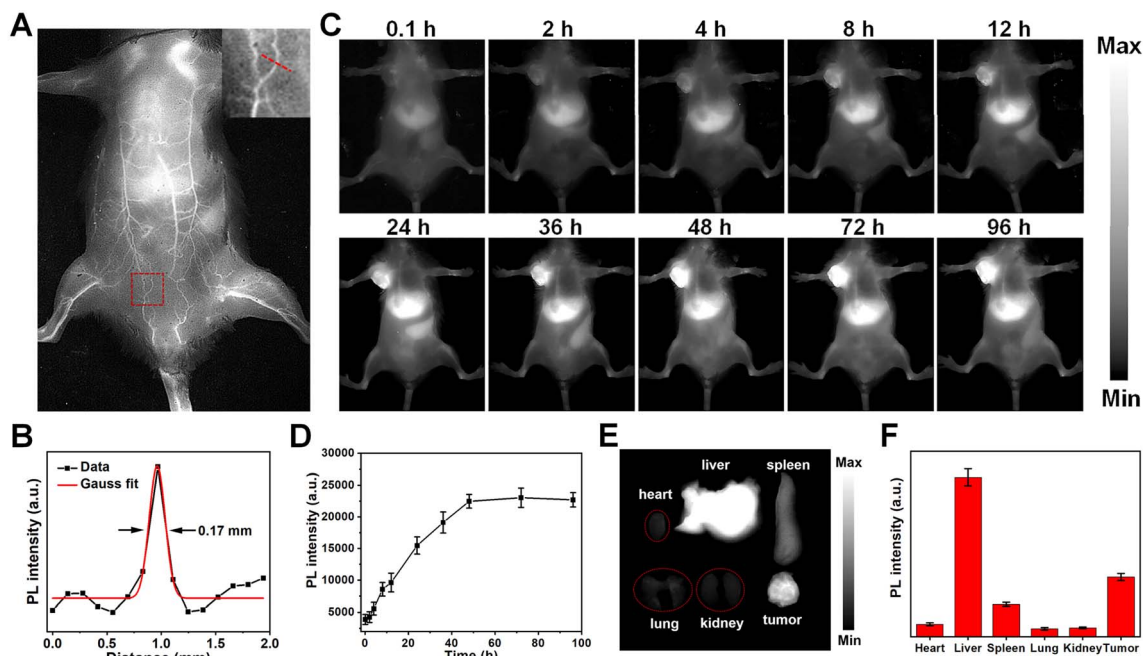 A
C
0.1 h 2 h 4 h 8 h 12 h
Max
24 h 36 h 48 h 72 h 96 h
Min
B
Data
Gauss fit
0.17 mm
PL intensity (a.u.)
0.0 0.5 1.0 1.5 2.0
Distance (mm)
D
30000
25000
20000
15000
10000
5000
PL intensity (a.u.)
0 20 40 60 80 100
Time (h)
E
liver spleen
heart
lung kidney tumor
Max
Min
F
PL intensity (a.u.)
Heart Liver Spleen Lung Kidney Tumor